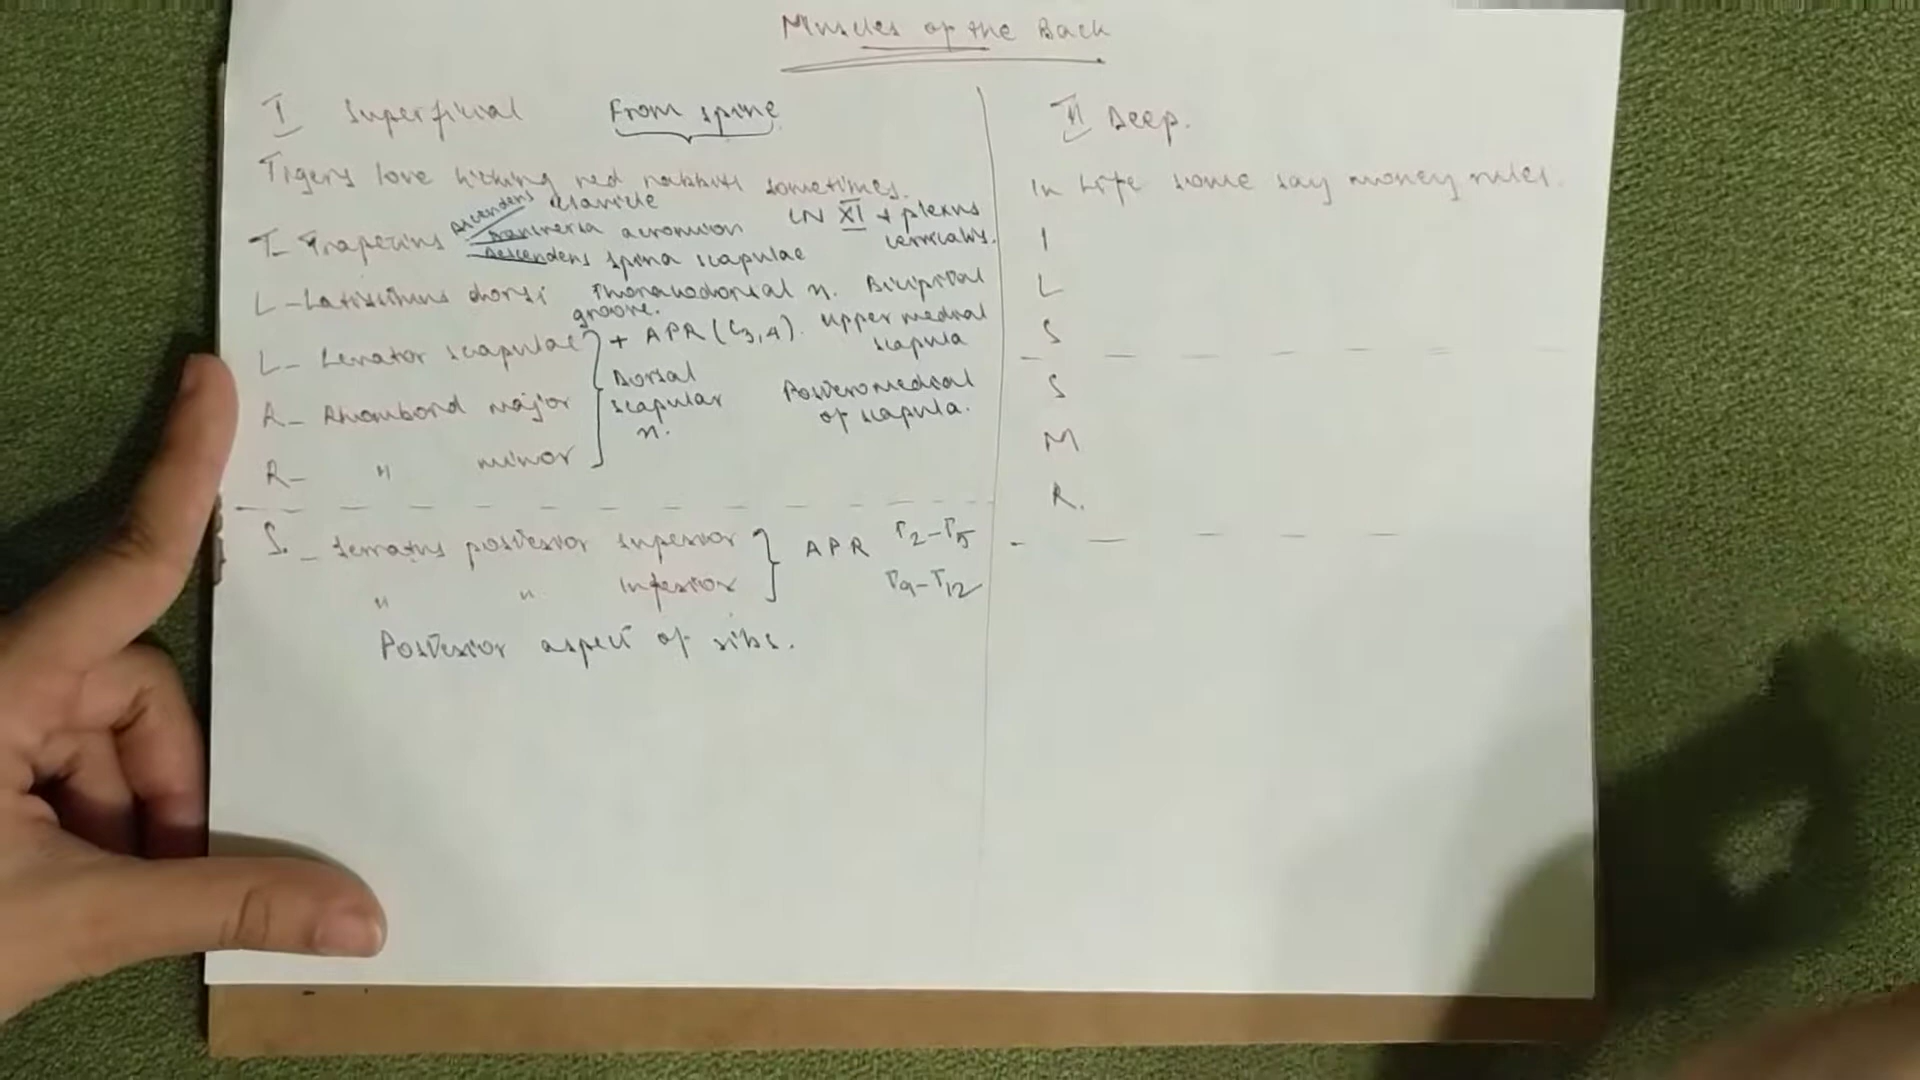 Muscles of the Back
I Superficial From spine
Tigers love kicking red rabbits sometimes.
T- Trapezius Ascendens clavicle
Transversa acromion
Descendens spina scapulae
CN XI + plexus cervicalis.
L - Latissimus dorsi Thoracodorsal n. Bicipital groove.
L - Levator scapulae + APR (C3,4). Upper medial scapula
R - Rhomboid major Dorsal scapular n. Posteromedial of scapula.
R - " minor
S. - Serratus posterior superior } APR T2-T5
" " Inferior T9-T12
Posterior aspect of ribs.
II Deep.
In life some say money rules.
I
L
S
S
M
R.